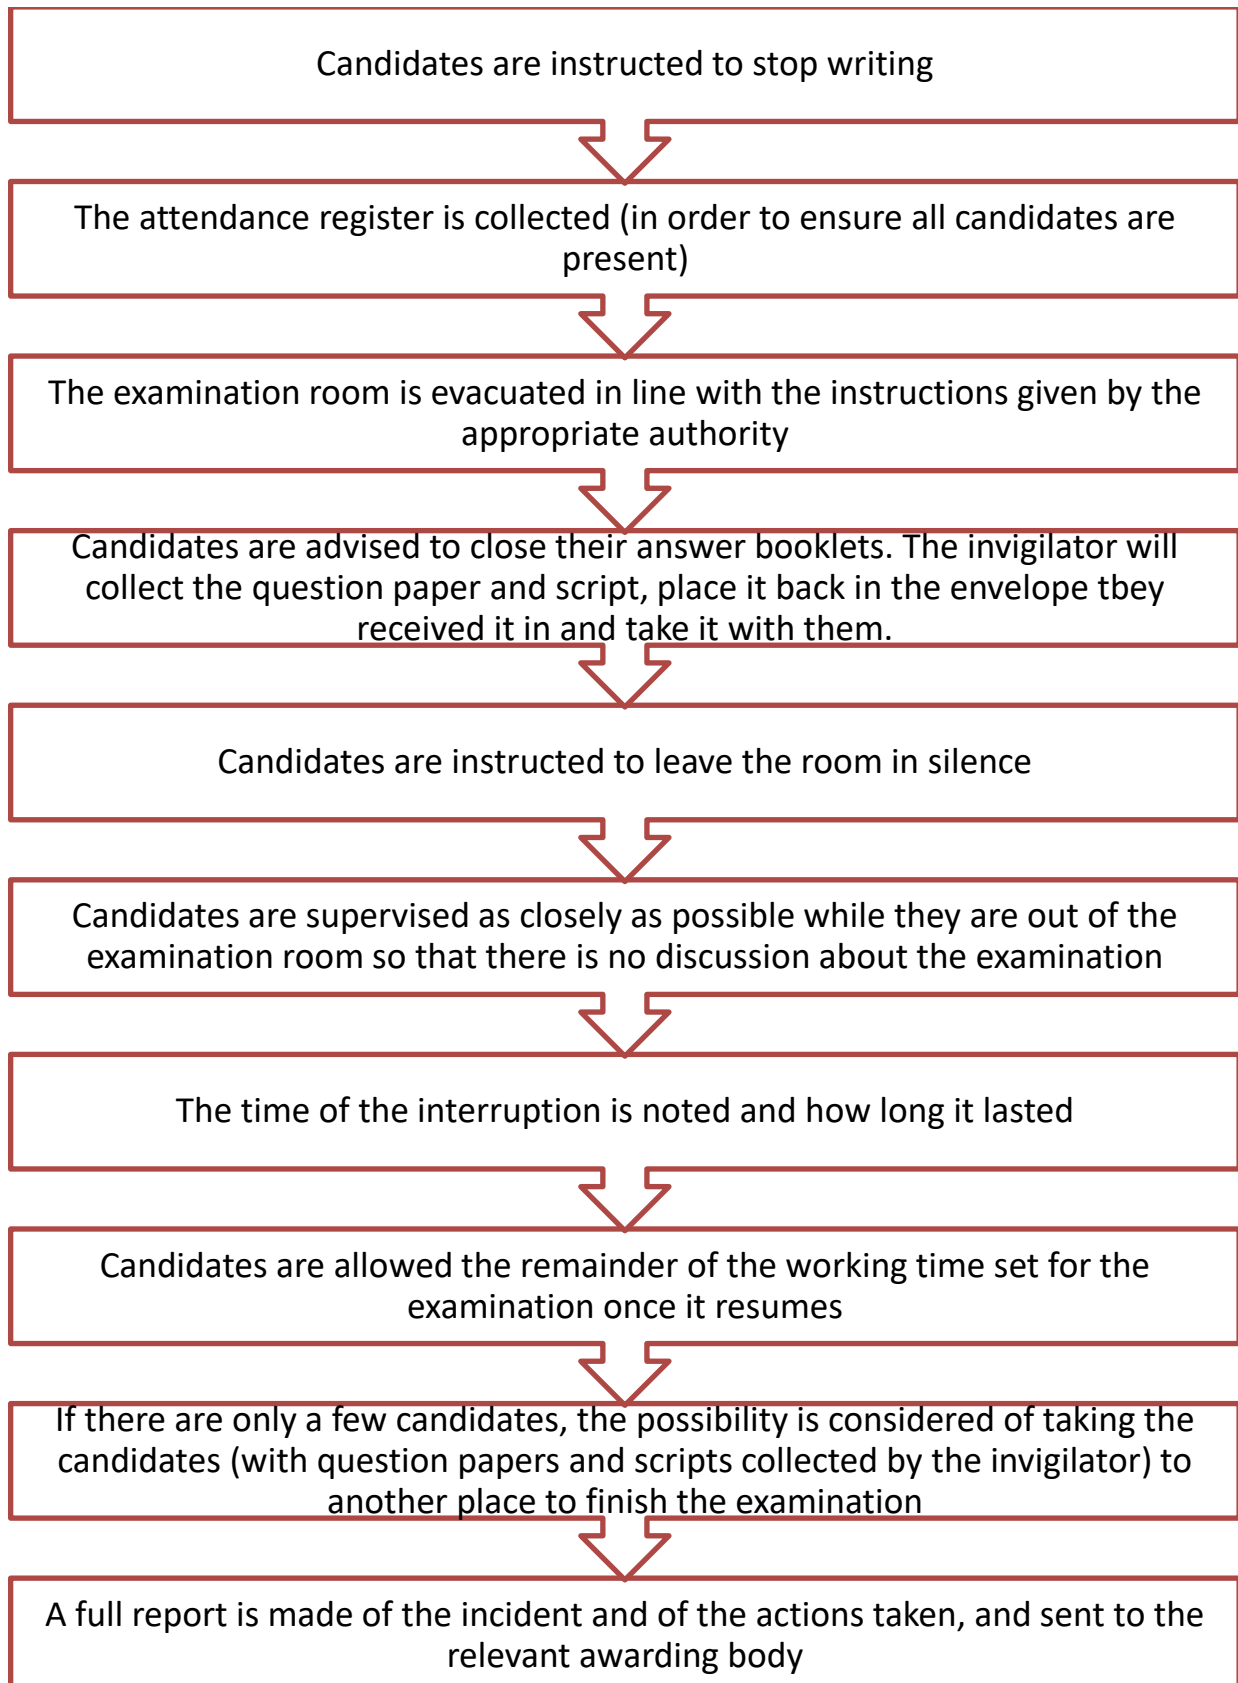 Candidates are instructed to stop writing
The attendance register is collected (in order to ensure all candidates are
present)
The examination room is evacuated in line with the instructions given by the
appropriate authority
Candidates are advised to close their answer booklets. The invigilator will
collect the question paper and script, place it back in the envelope tbey
received it in and take it with them.
Candidates are instructed to leave the room in silence
Candidates are supervised as closely as possible while they are out of the
examination room so that there is no discussion about the examination
The time of the interruption is noted and how long it lasted
Candidates are allowed the remainder of the working time set for the
examination once it resumes
If there are only a few candidates, the possibility is considered of taking the
candidates (with question papers and scripts collected by the invigilator) to
another place to finish the examination
A full report is made of the incident and of the actions taken, and sent to the
relevant awarding body